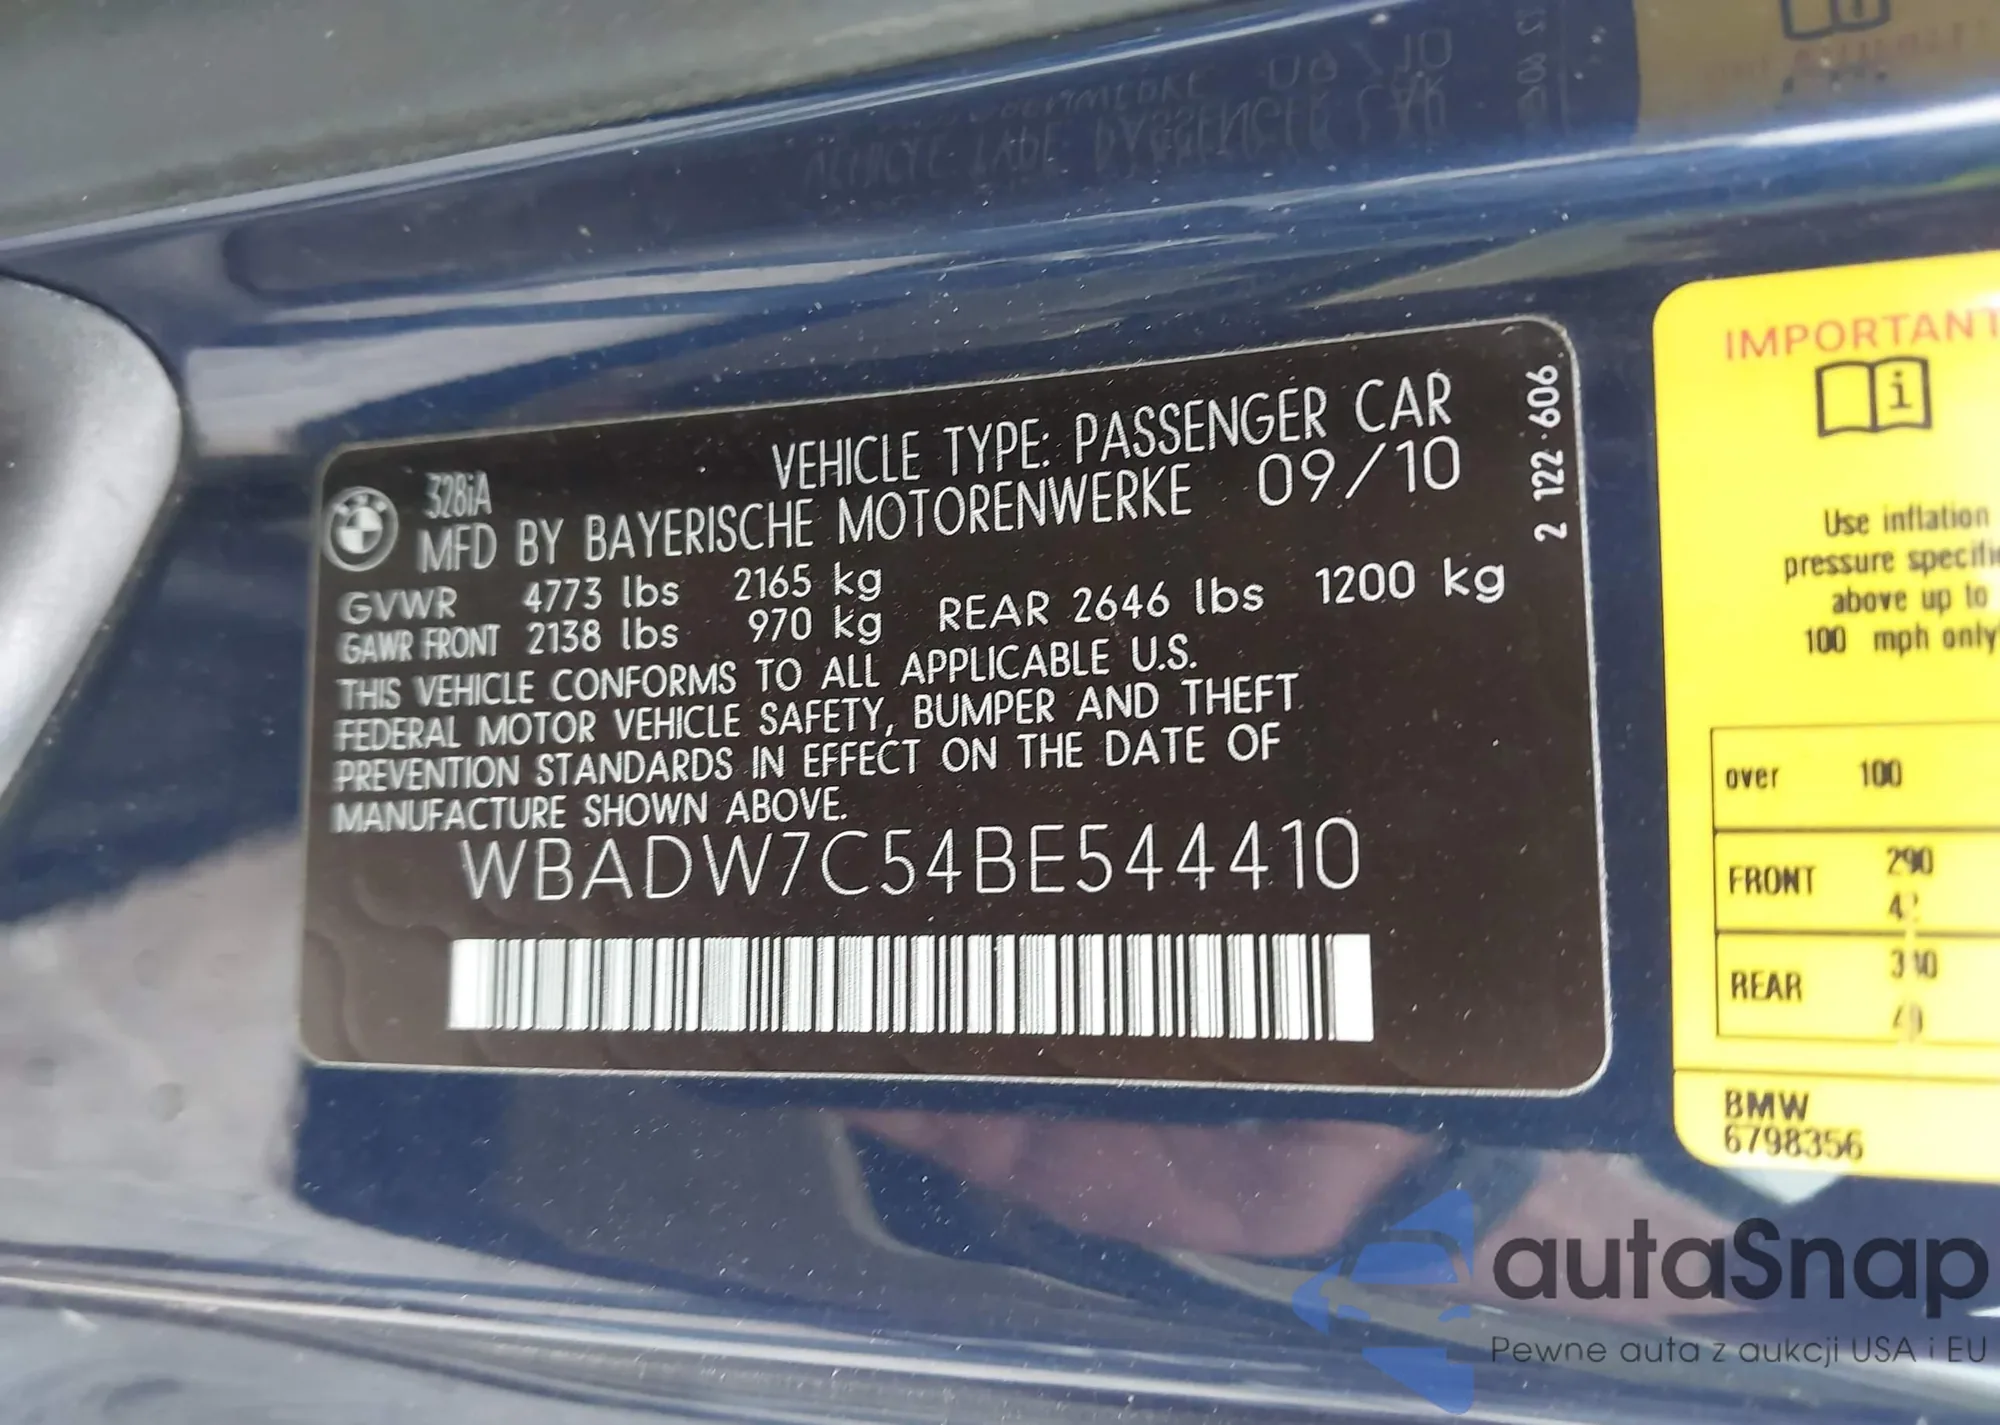 328iA
VEHICLE TYPE: PASSENGER CAR
MFD BY BAYERISCHE MOTORENWERKE 09/10
GVWR 4773 lbs 2165 kg
GAWR FRONT 2138 lbs 970 kg REAR 2646 lbs 1200 kg
THIS VEHICLE CONFORMS TO ALL APPLICABLE U.S.
FEDERAL MOTOR VEHICLE SAFETY, BUMPER AND THEFT
PREVENTION STANDARDS IN EFFECT ON THE DATE OF
MANUFACTURE SHOWN ABOVE.
WBADW7C54BE544410
2 122 606
IMPORTANT
Use inflation
pressure
above up to
100 mph only
over 100
FRONT 290
REAR
BMW
6798356
autaSnap
Pewne auta z aukcji USA i EU